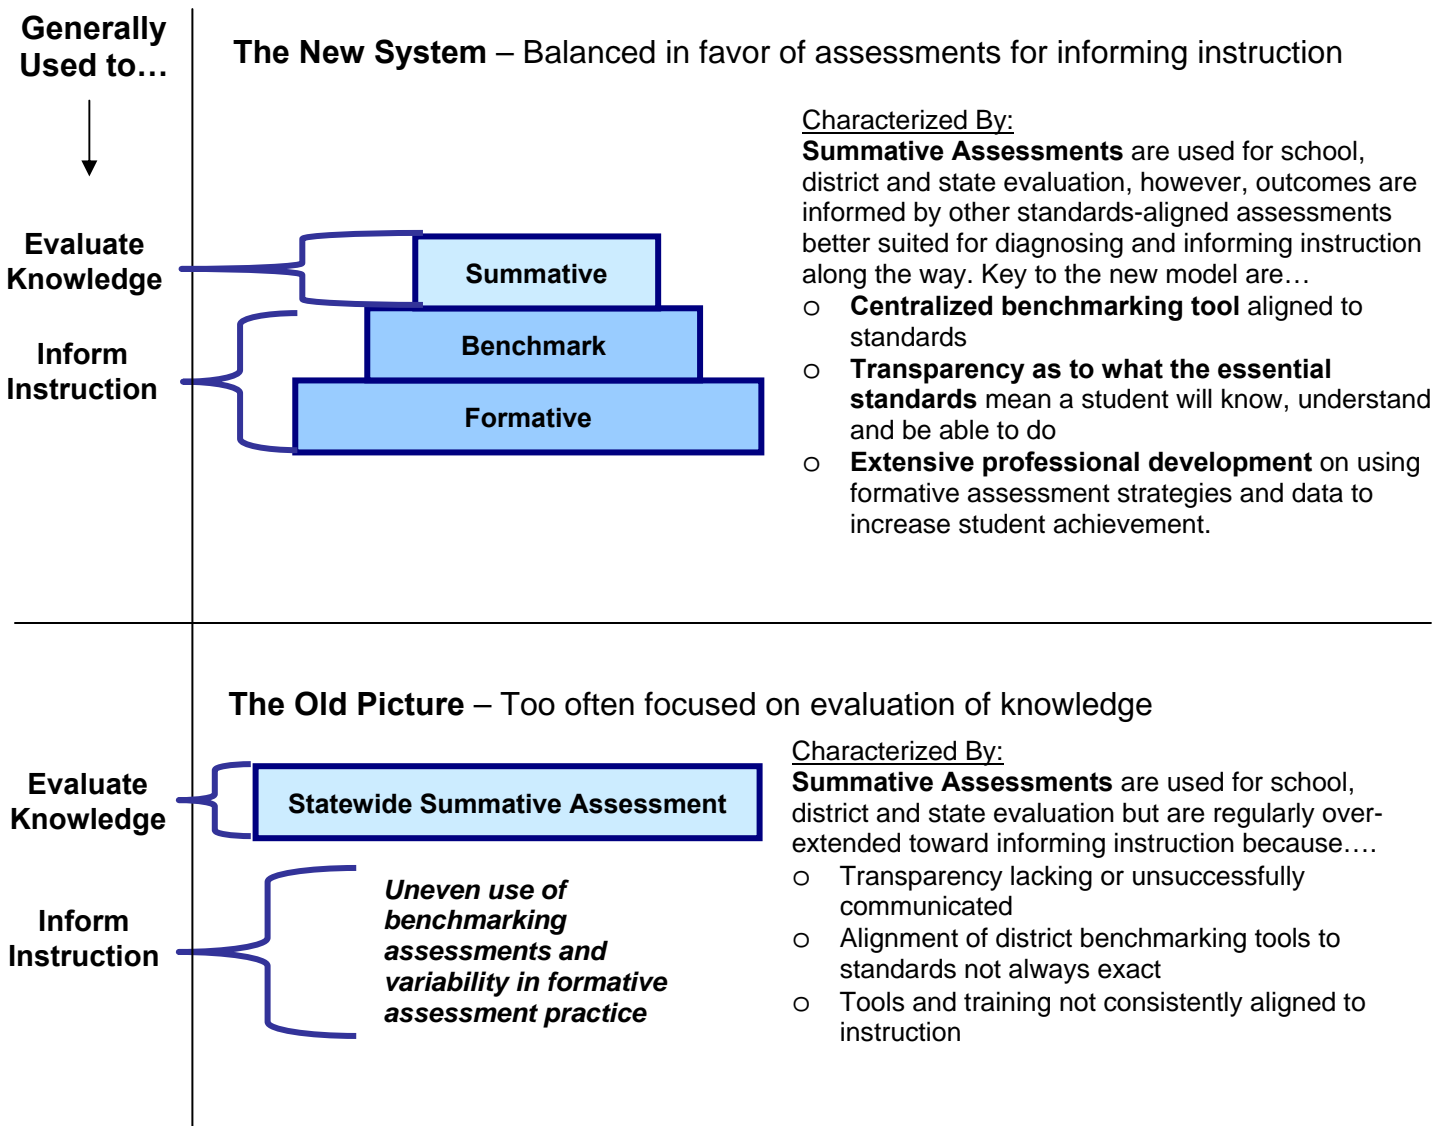 Generally
Used to…
The New System – Balanced in favor of assessments for informing instruction
Evaluate
Knowledge
Inform
Instruction
Summative
Benchmark
Formative
Characterized By:
Summative Assessments are used for school,
district and state evaluation, however, outcomes are
informed by other standards-aligned assessments
better suited for diagnosing and informing instruction
along the way. Key to the new model are…
o Centralized benchmarking tool aligned to
standards
o Transparency as to what the essential
standards mean a student will know, understand
and be able to do
o Extensive professional development on using
formative assessment strategies and data to
increase student achievement.
The Old Picture – Too often focused on evaluation of knowledge
Evaluate
Knowledge
Statewide Summative Assessment
Inform
Instruction
Uneven use of
benchmarking
assessments and
variability in formative
assessment practice
Characterized By:
Summative Assessments are used for school,
district and state evaluation but are regularly over-
extended toward informing instruction because….
o Transparency lacking or unsuccessfully
communicated
o Alignment of district benchmarking tools to
standards not always exact
o Tools and training not consistently aligned to
instruction